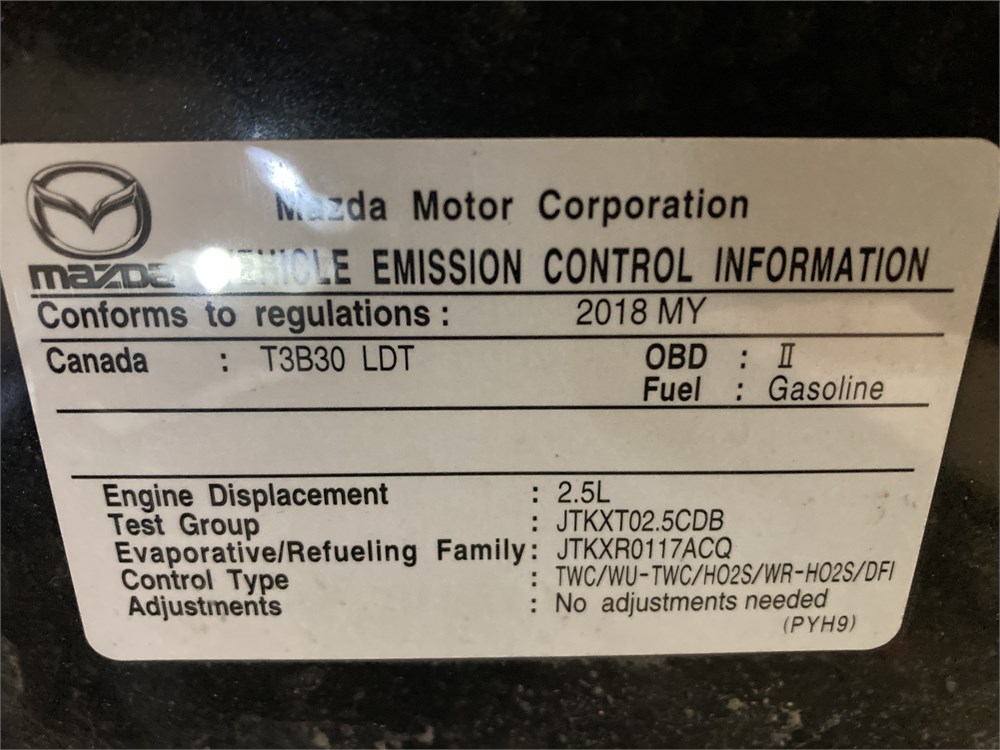 Mazda Motor Corporation
mazda VEHICLE EMISSION CONTROL INFORMATION
Conforms to regulations : 2018 MY
Canada : T3B30 LDT OBD : II
Fuel : Gasoline
Engine Displacement : 2.5L
Test Group : JTKXT02.5CDB
Evaporative/Refueling Family : JTKXR0117ACQ
Control Type : TWC/WU-TWC/HO2S/WR-HO2S/DFI
Adjustments : No adjustments needed
(PYH9)